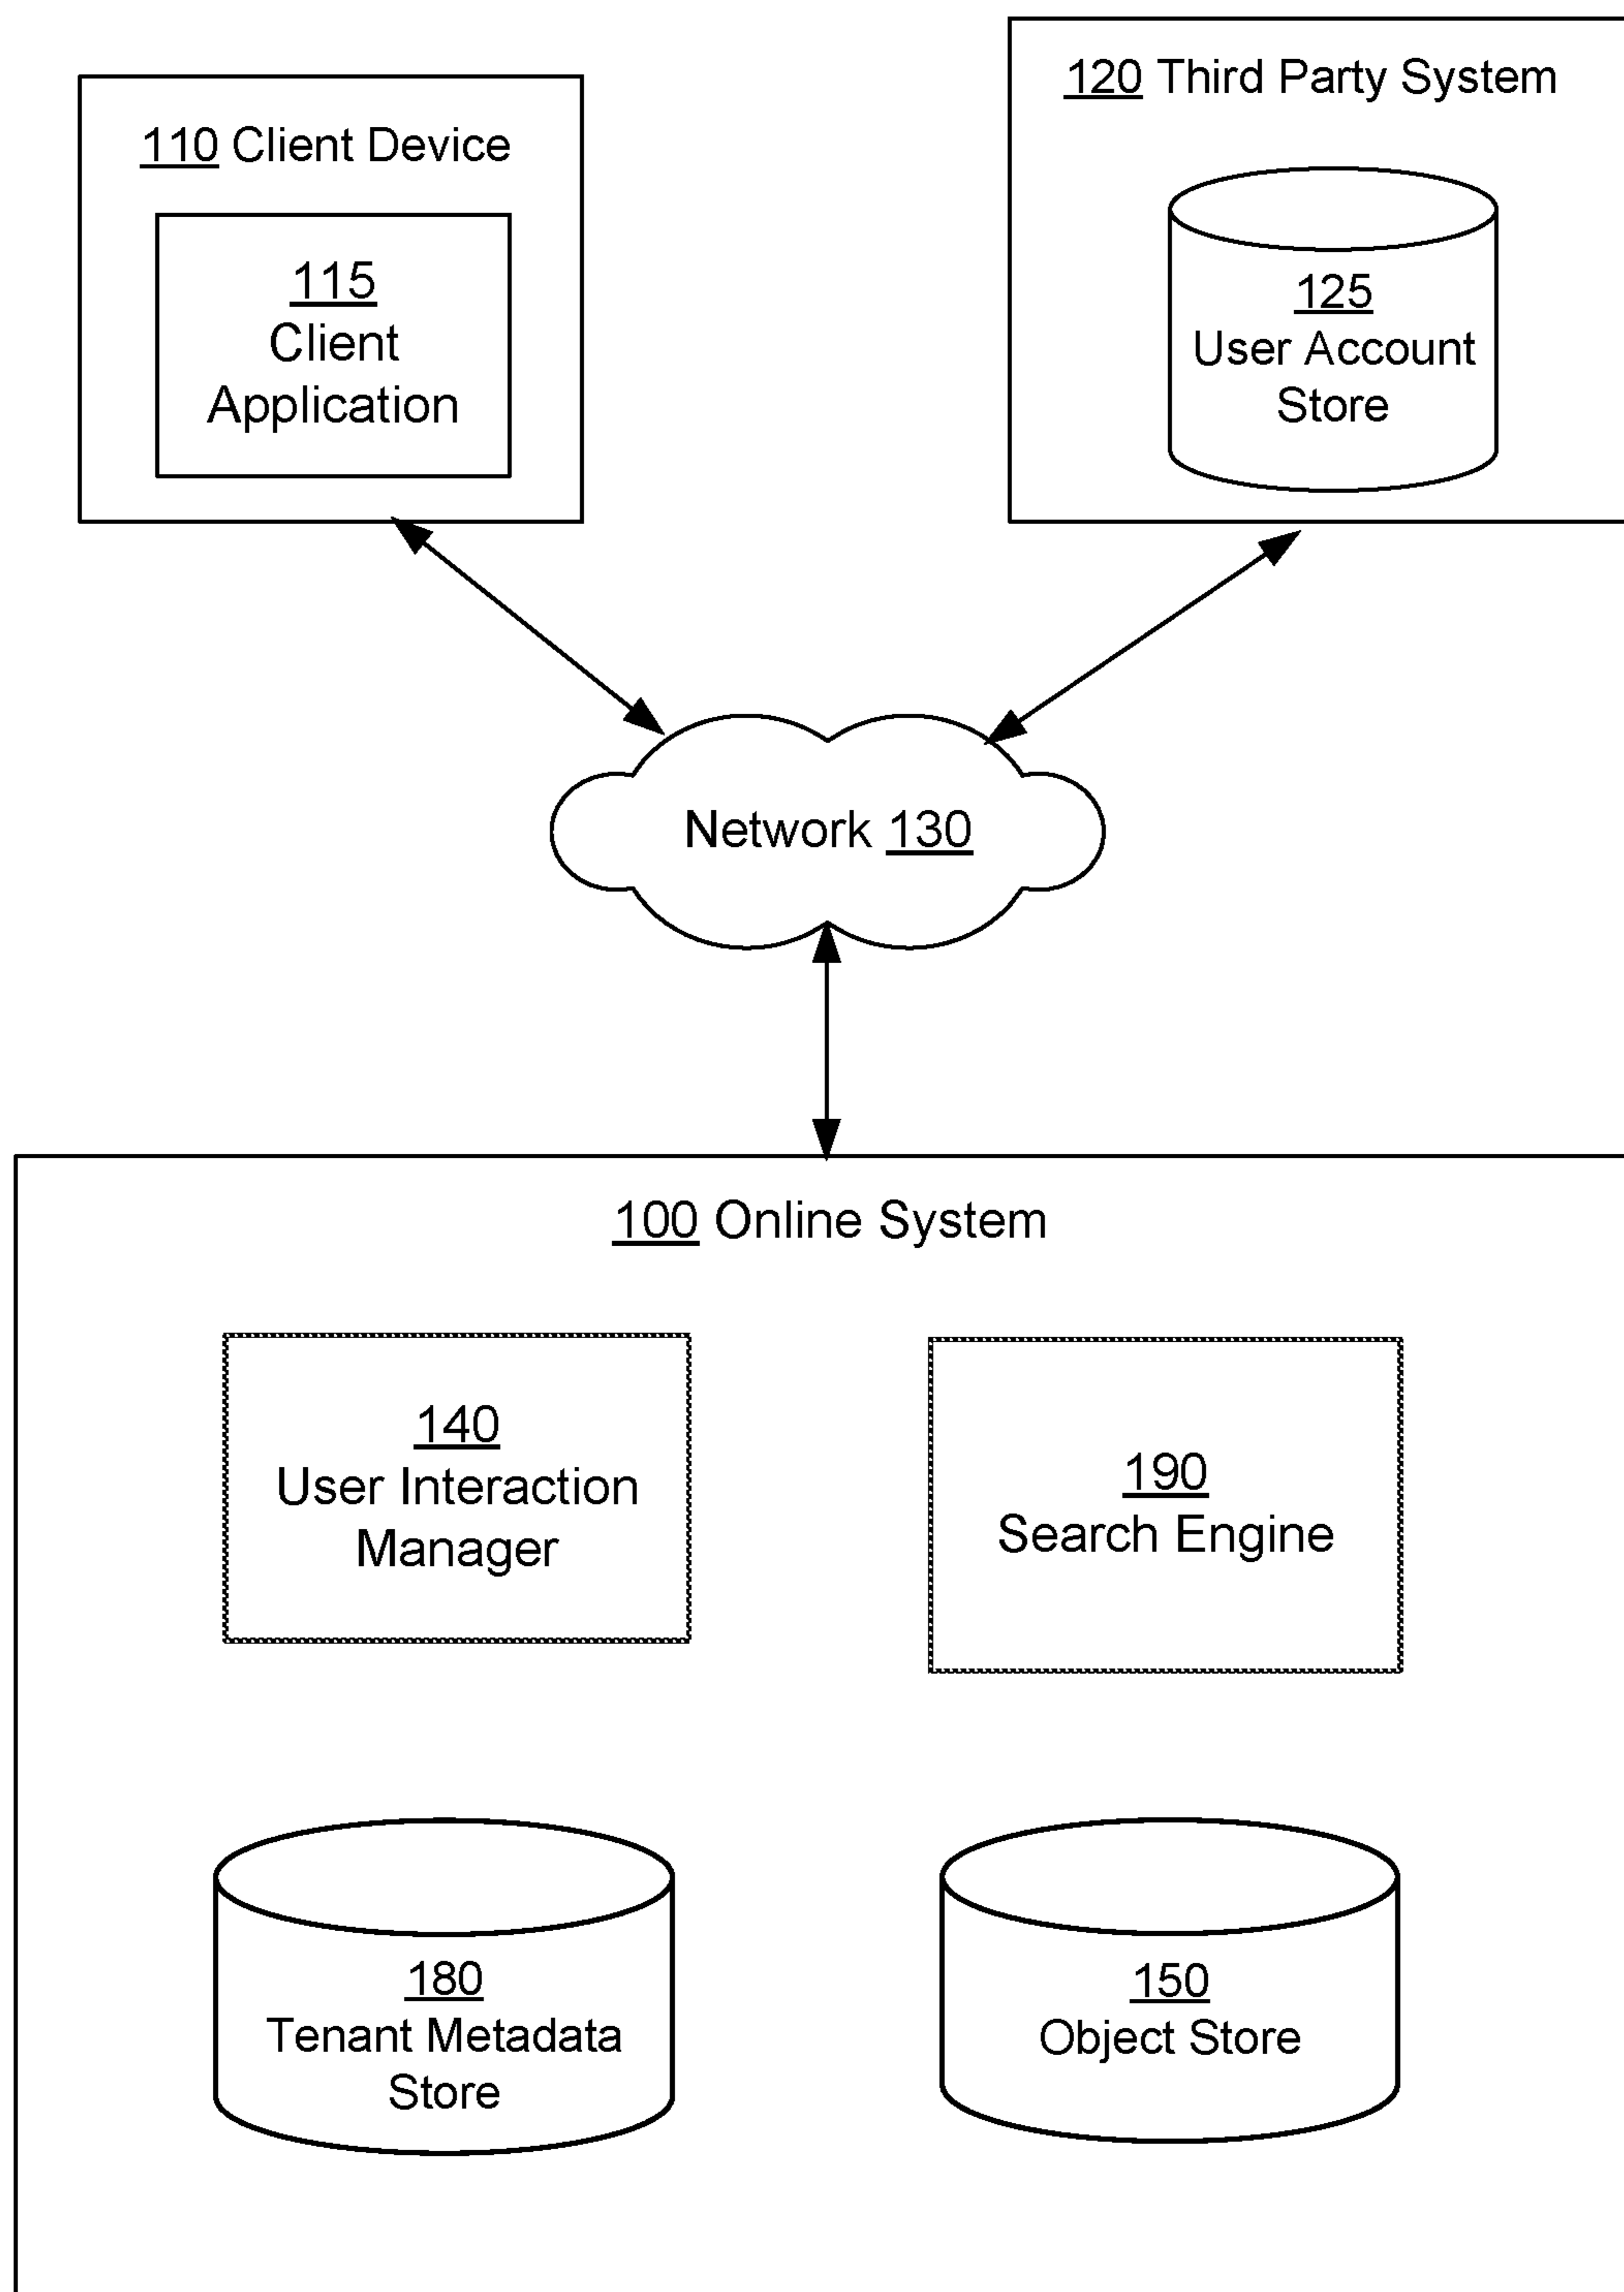 110 Client Device
115
Client
Application
120 Third Party System
125
User Account
Store
Network 130
100 Online System
140
User Interaction
Manager
190
Search Engine
180
Tenant Metadata
Store
150
Object Store